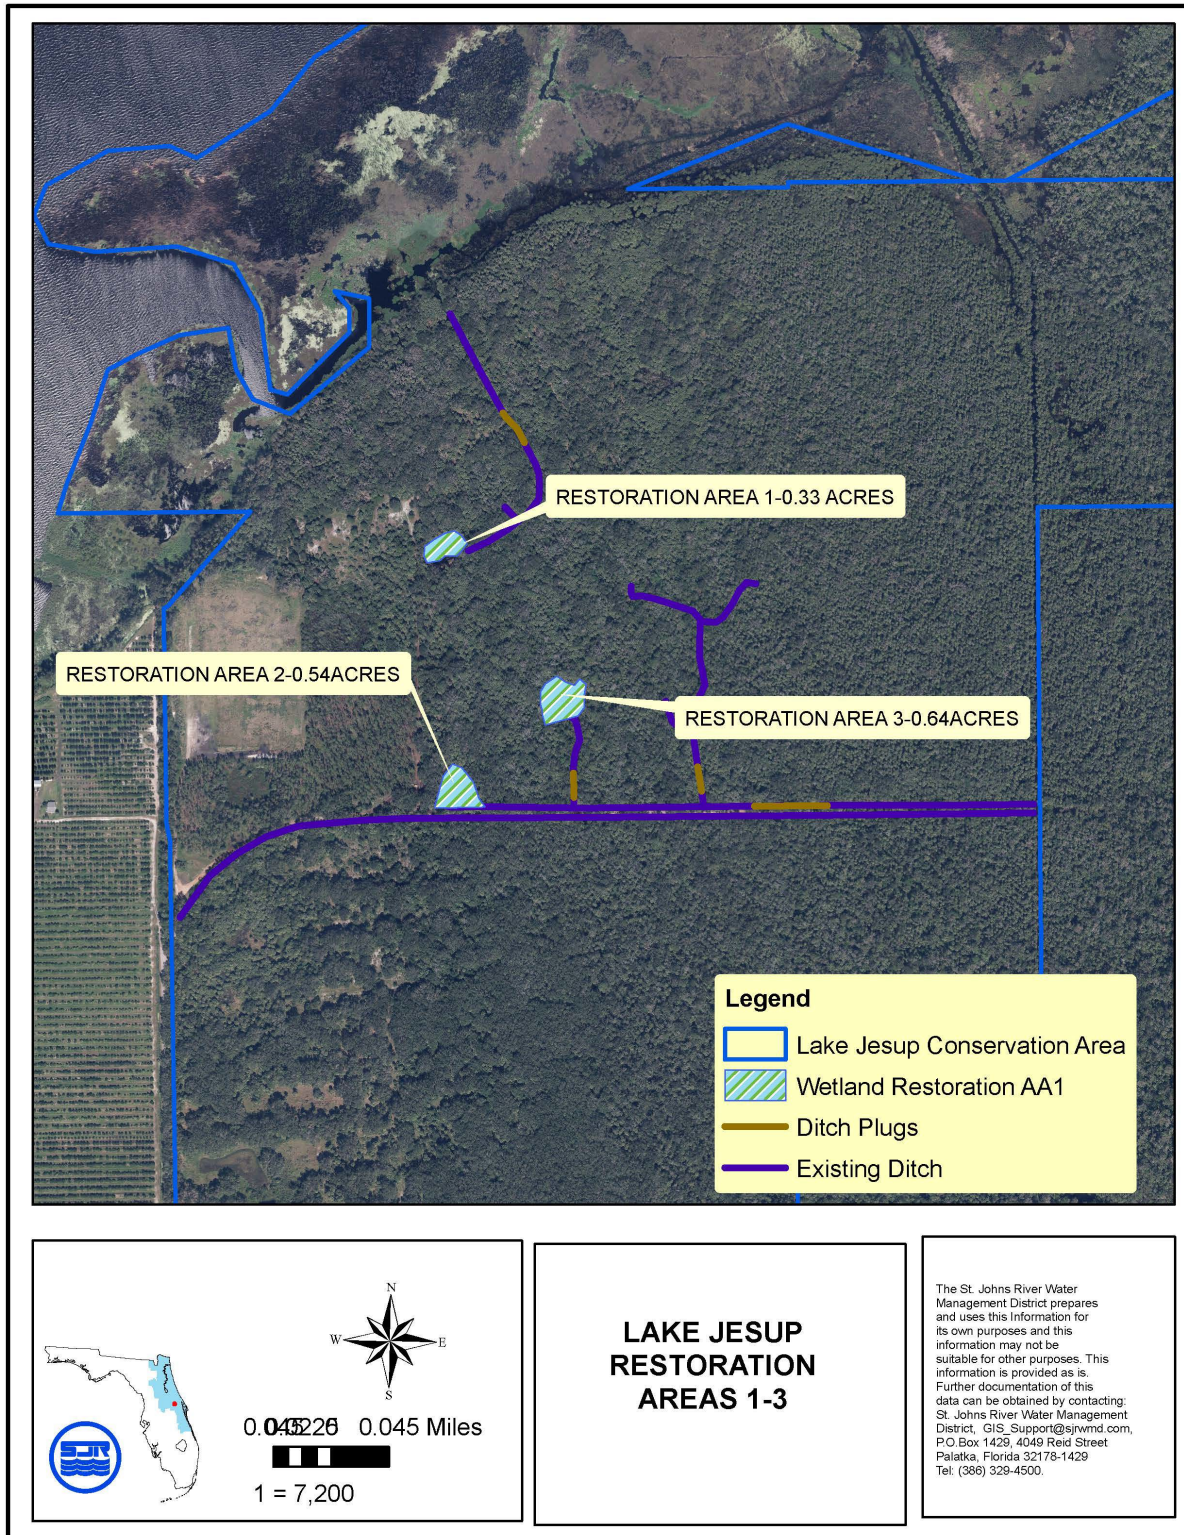 RESTORATION AREA 1-0.33 ACRES
RESTORATION AREA 2-0.54ACRES
RESTORATION AREA 3-0.64ACRES
Legend
Lake Jesup Conservation Area
Wetland Restoration AA1
Ditch Plugs
Existing Ditch
N
W
E
S
SJR
0.045 Miles
1 = 7,200
LAKE JESUP
RESTORATION
AREAS 1-3
The St. Johns River Water
Management District prepares
and uses this Information for
its own purposes and this
information may not be
suitable for other purposes. This
information is provided as is.
Further documentation of this
data can be obtained by contacting:
St. Johns River Water Management
District, GIS_Support@sjrwmd.com,
P.O.Box 1429, 4049 Reid Street
Palatka, Florida 32178-1429
Tel: (386) 329-4500.